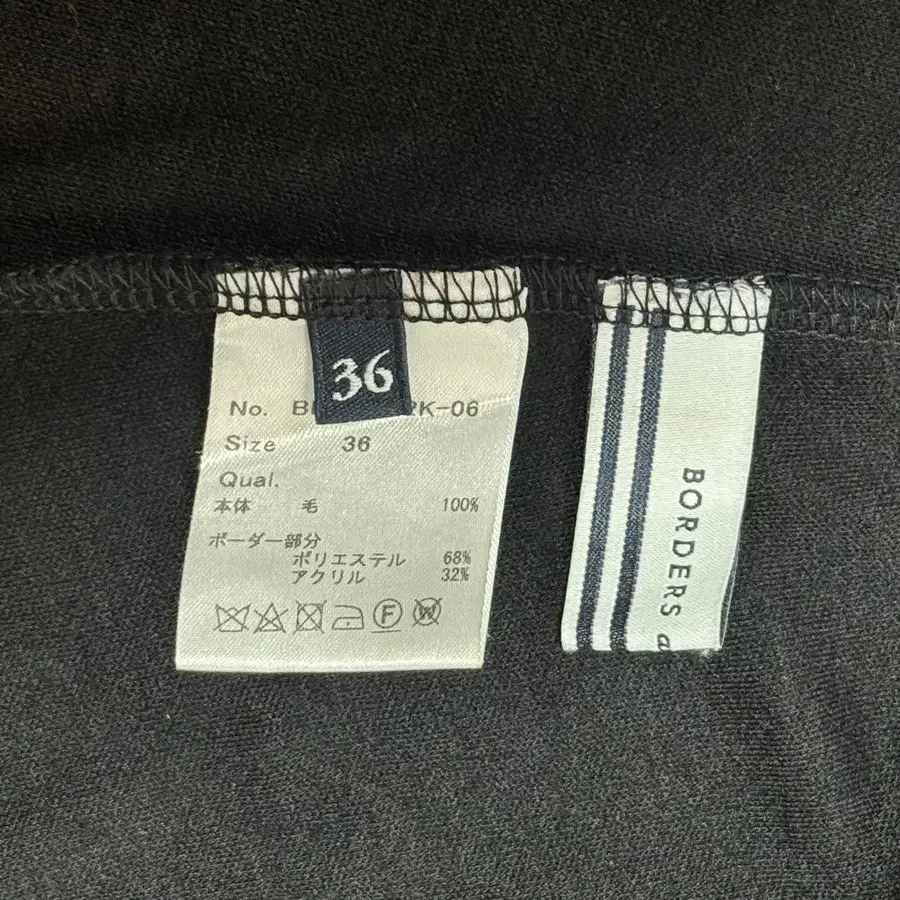 36
No. B 2K-06
Size 36
Qual.
本体 毛 100%
ボーダー部分
ポリエステル 68%
アクリル 32%
F W
BORDERS a